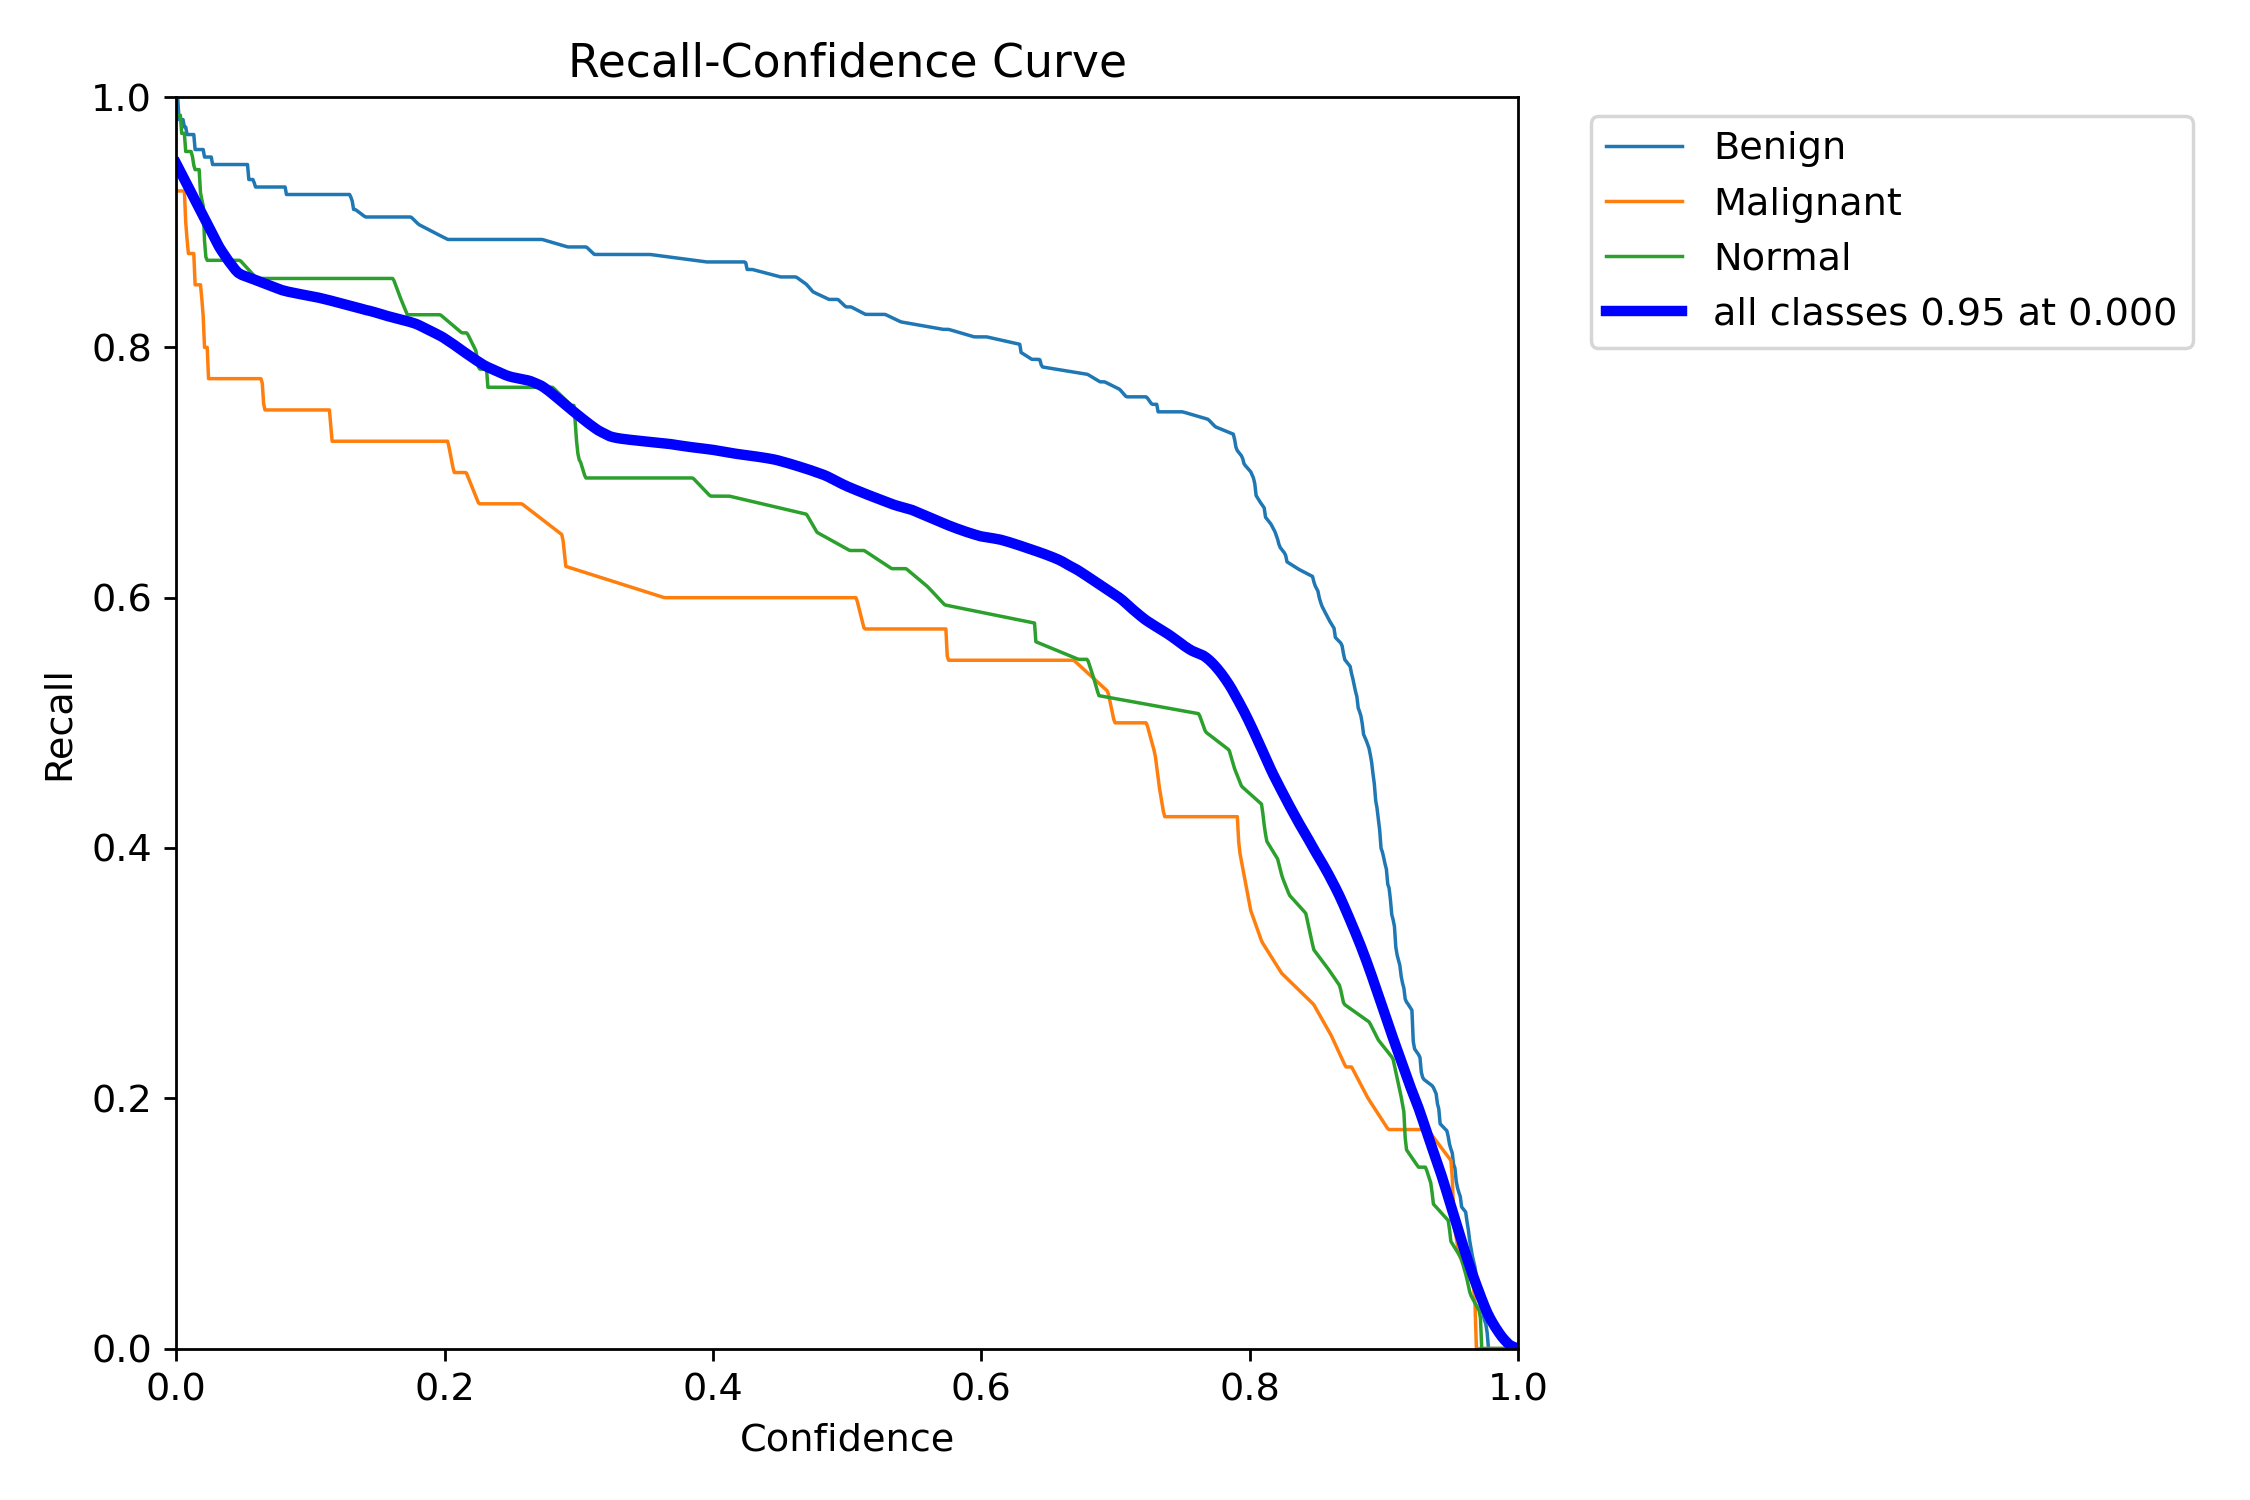 Recall-Confidence Curve
1.0
0.8
0.6
0.4
0.2
0.0
Recall
0.0 0.2 0.4 0.6 0.8 1.0
Confidence
Benign
Malignant
Normal
all classes 0.95 at 0.000